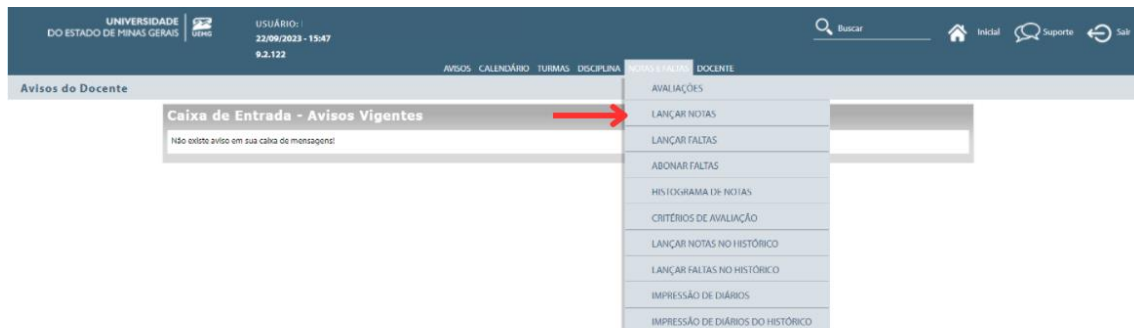 UNIVERSIDADE
DO ESTADO DE MINAS GERAIS
UEMG
USUÁRIO:
22/09/2023 - 15:47
9.2.122
Buscar
Inicial
Suporte
Sair
AVISOS CALENDÁRIO TURMAS DISCIPLINA NOTAS E FALTAS DOCENTE
Avisos do Docente
AVALIAÇÕES
Caixa de Entrada - Avisos Vigentes
LANÇAR NOTAS
Não existe aviso em sua caixa de mensagens!
LANÇAR FALTAS
ABONAR FALTAS
HISTOGRAMA DE NOTAS
CRITÉRIOS DE AVALIAÇÃO
LANÇAR NOTAS NO HISTÓRICO
LANÇAR FALTAS NO HISTÓRICO
IMPRESSÃO DE DIÁRIOS
IMPRESSÃO DE DIÁRIOS DO HISTÓRICO